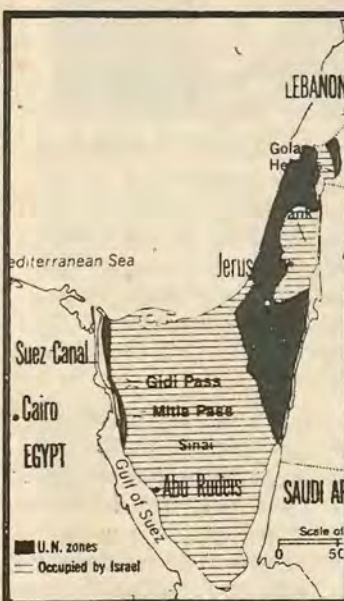 LEBANON
Gola
He
ank
editerranean Sea
Jerus
Suez Canal
Gidi Pass
Mitla Pass
Cairo
Sinai
EGYPT
Gulf of Suez
Abu Rudeis
SAUDI AR
Scale of
0 50
U.N. zones
Occupied by Israel